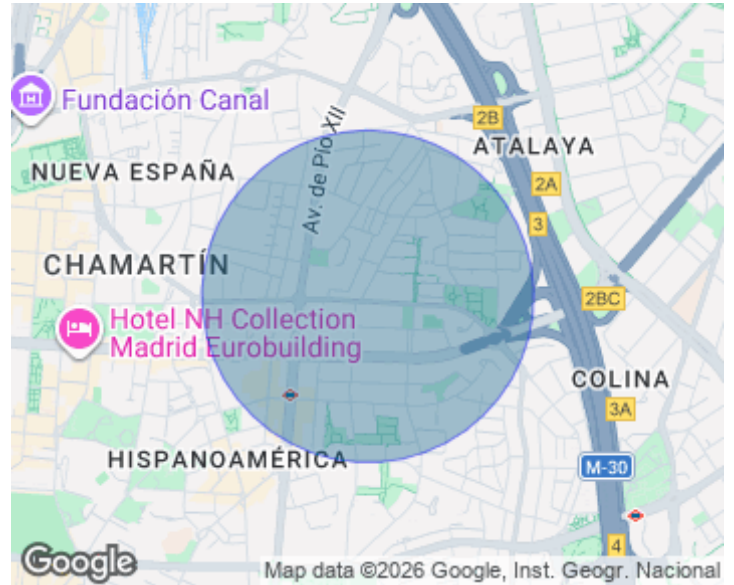 Fundación Canal
2B
ATALAYA
Av. de Pío XII
NUEVA ESPAÑA
2A
3
CHAMARTÍN
2BC
Hotel NH Collection
Madrid Eurobuilding
COLINA
3A
HISPANOAMÉRICA
M-30
4
Google
Map data ©2026 Google, Inst. Geogr. Nacional